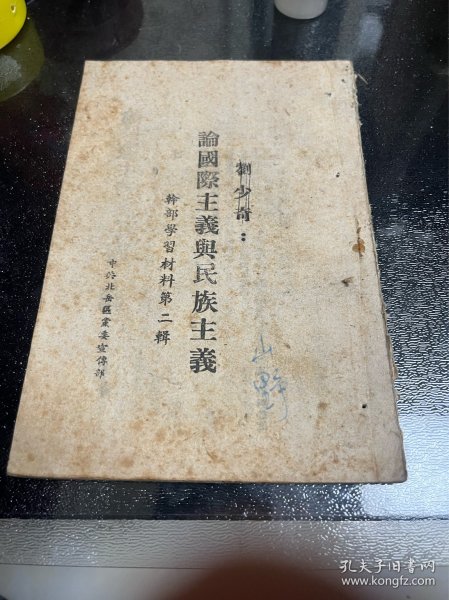 劉少奇：
論國際主義與民族主義
幹部學習材料第二輯
中共北岳區黨委宣傳部
孔夫子旧书网
www.kongfz.com